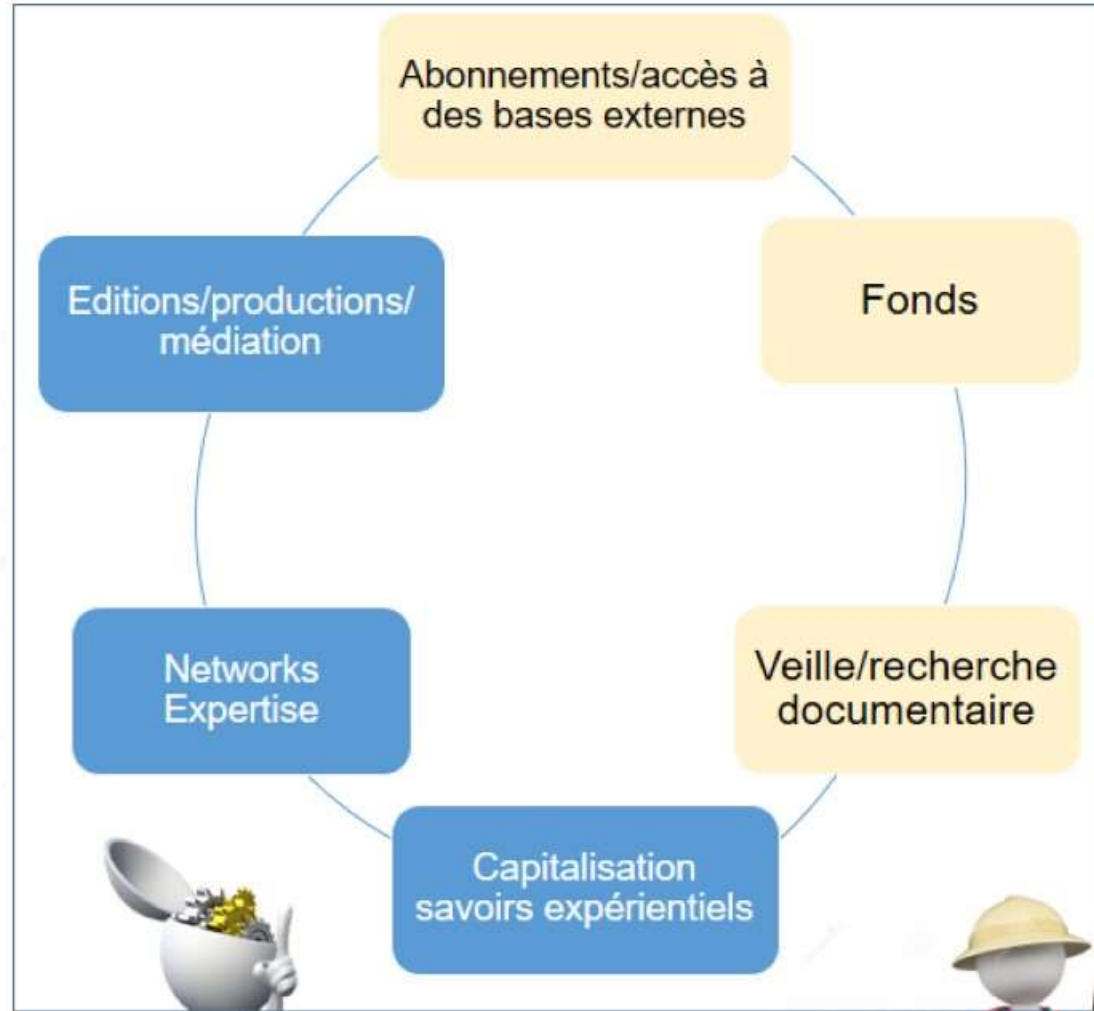 Abonnements/accès à
des bases externes
Fonds
Veille/recherche
documentaire
Capitalisation
savoirs expérientiels
Networks
Expertise
Editions/productions/
médiation